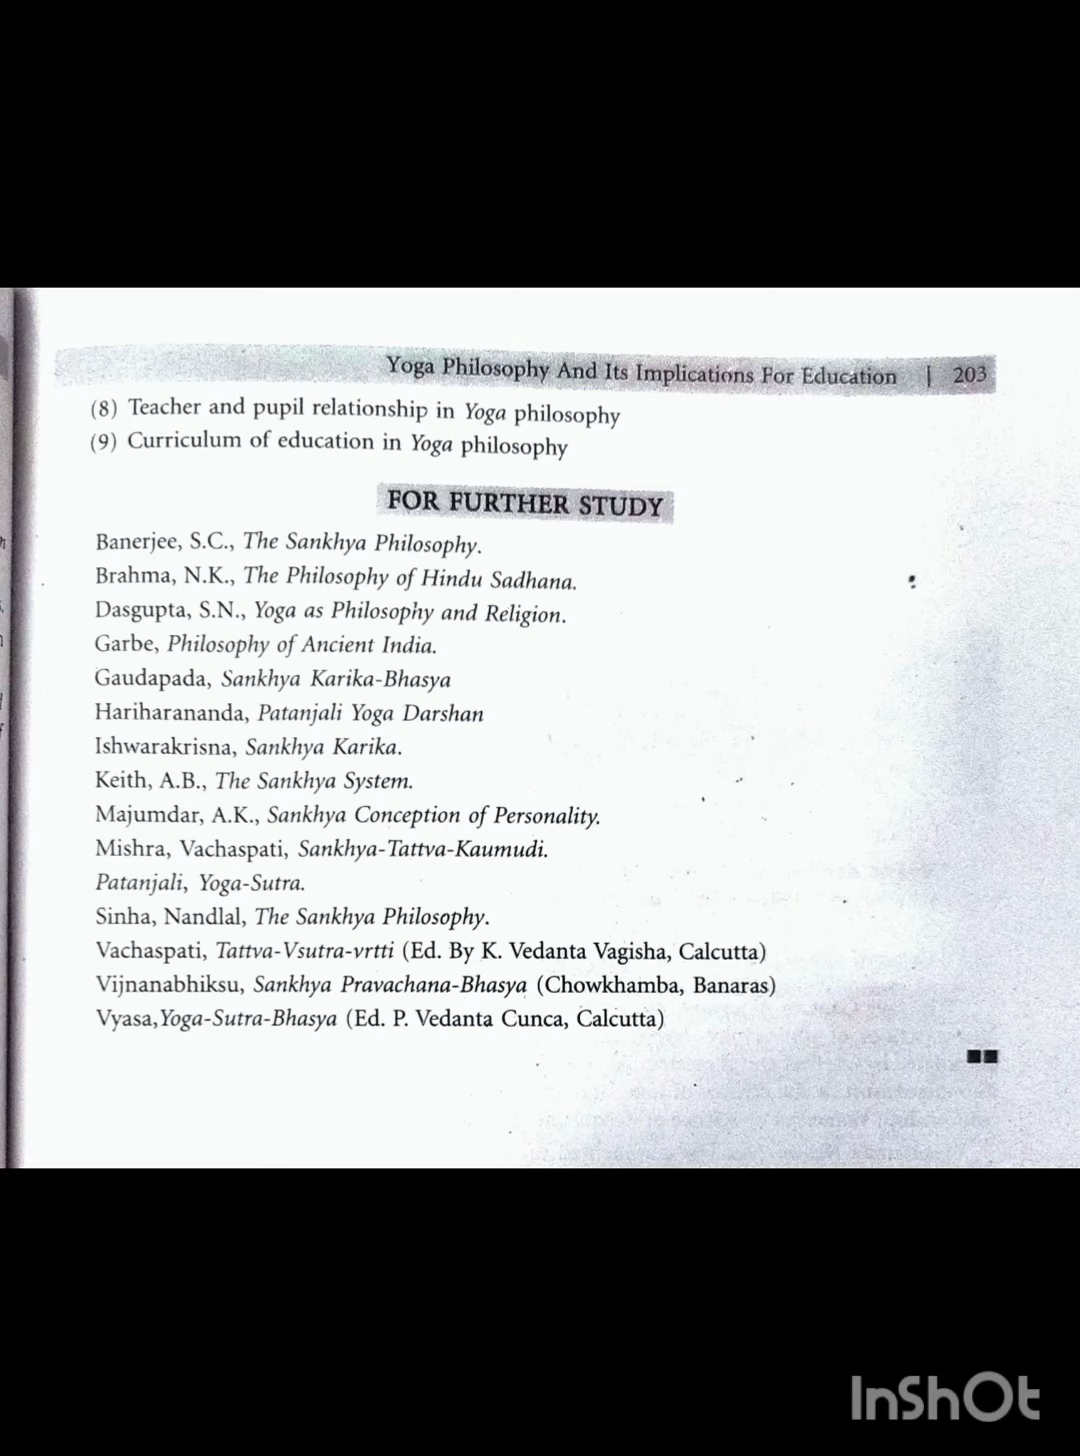 Yoga Philosophy And Its Implications For Education | 203
(8) Teacher and pupil relationship in Yoga philosophy
(9) Curriculum of education in Yoga philosophy
FOR FURTHER STUDY
Banerjee, S.C., The Sankhya Philosophy.
Brahma, N.K., The Philosophy of Hindu Sadhana.
Dasgupta, S.N., Yoga as Philosophy and Religion.
Garbe, Philosophy of Ancient India.
Gaudapada, Sankhya Karika-Bhasya
Hariharananda, Patanjali Yoga Darshan
Ishwarakrisna, Sankhya Karika.
Keith, A.B., The Sankhya System.
Majumdar, A.K., Sankhya Conception of Personality.
Mishra, Vachaspati, Sankhya-Tattva-Kaumudi.
Patanjali, Yoga-Sutra.
Sinha, Nandlal, The Sankhya Philosophy.
Vachaspati, Tattva-Vsutra-vrtti (Ed. By K. Vedanta Vagisha, Calcutta)
Vijnanabhiksu, Sankhya Pravachana-Bhasya (Chowkhamba, Banaras)
Vyasa,Yoga-Sutra-Bhasya (Ed. P. Vedanta Cunca, Calcutta)
InShOt